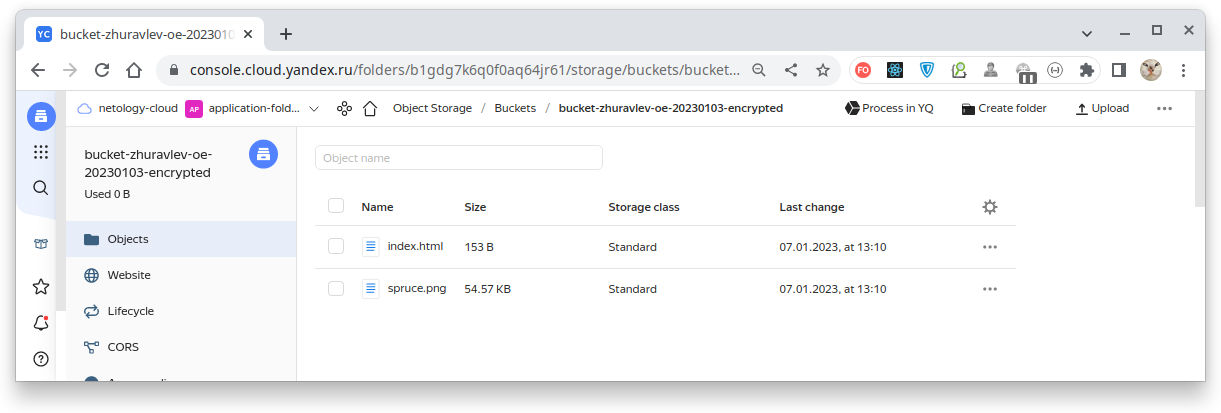 YC bucket-zhuravlev-oe-2023010
console.cloud.yandex.ru/folders/b1gdg7k6q0f0aq64jr61/storage/buckets/bucket... FO
netology-cloud AP application-fold... Object Storage / Buckets / bucket-zhuravlev-oe-20230103-encrypted Process in YQ Create folder Upload
bucket-zhuravlev-oe-
20230103-encrypted
Used 0 B
Objects
Website
Lifecycle
CORS
Object name
Name Size Storage class Last change
index.html 153 B Standard 07.01.2023, at 13:10
spruce.png 54.57 KB Standard 07.01.2023, at 13:10